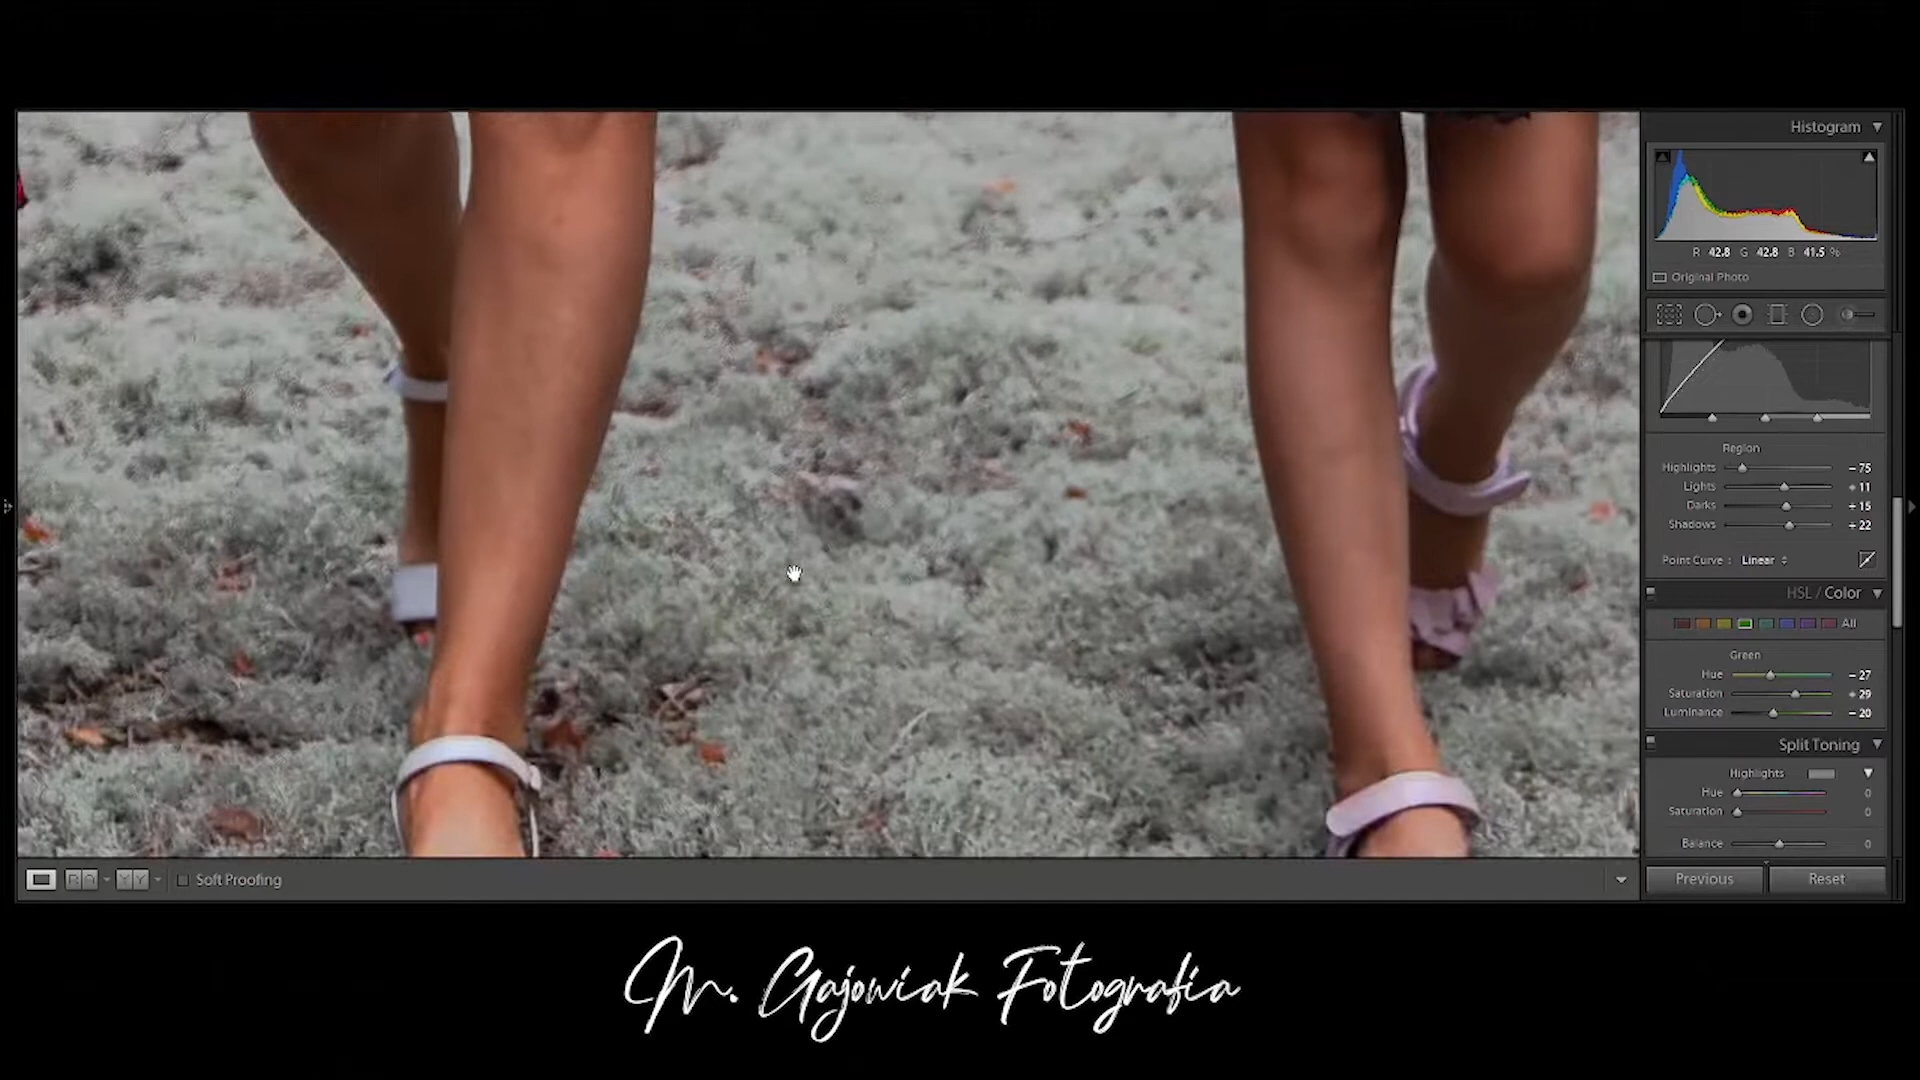 Histogram
R 42.8 G 42.8 B 41.5 %
Original Photo
Region
Highlights - 75
Lights + 11
Darks + 15
Shadows + 22
Point Curve : Linear
HSL / Color
All
Green
Hue - 27
Saturation + 29
Luminance - 20
Split Toning
Highlights
Hue 0
Saturation 0
Balance 0
Previous Reset
Soft Proofing
M. Gajowiak Fotografia